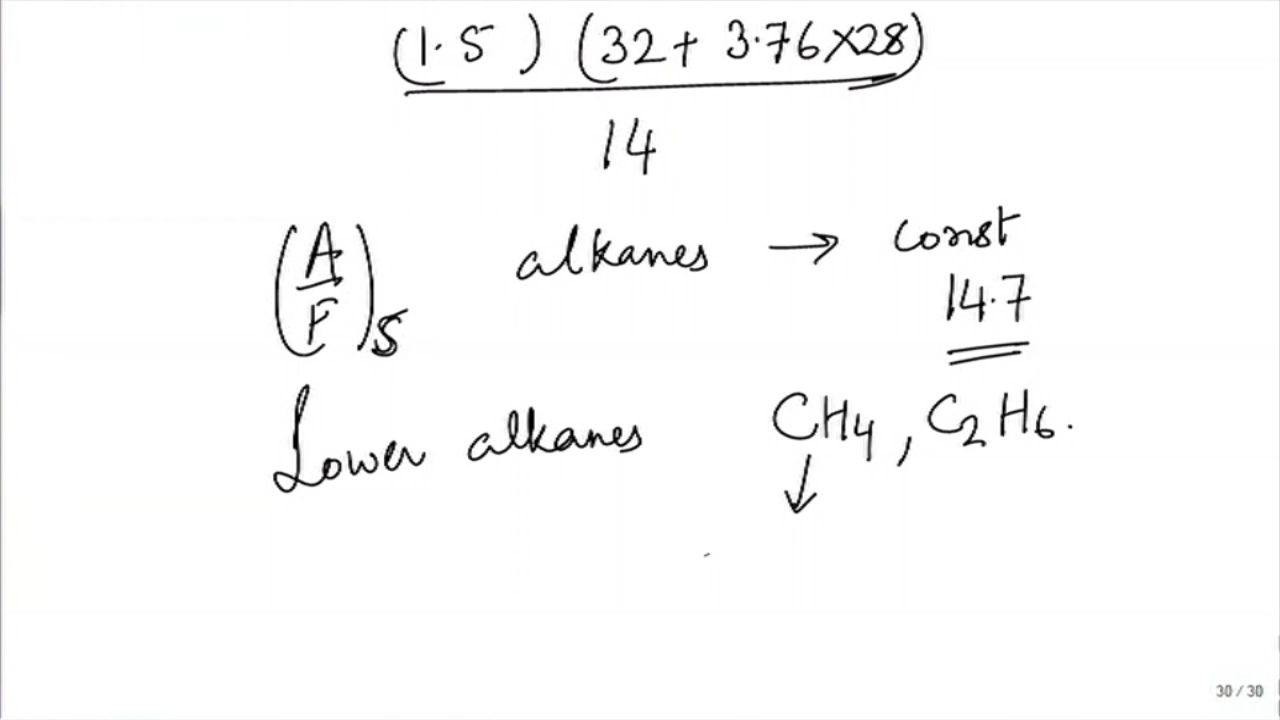 (1.5) (32 + 3.76×28)
14
(A/F)s alkanes → const
14.7
Lower alkanes CH4, C2H6.
↓
30 / 30